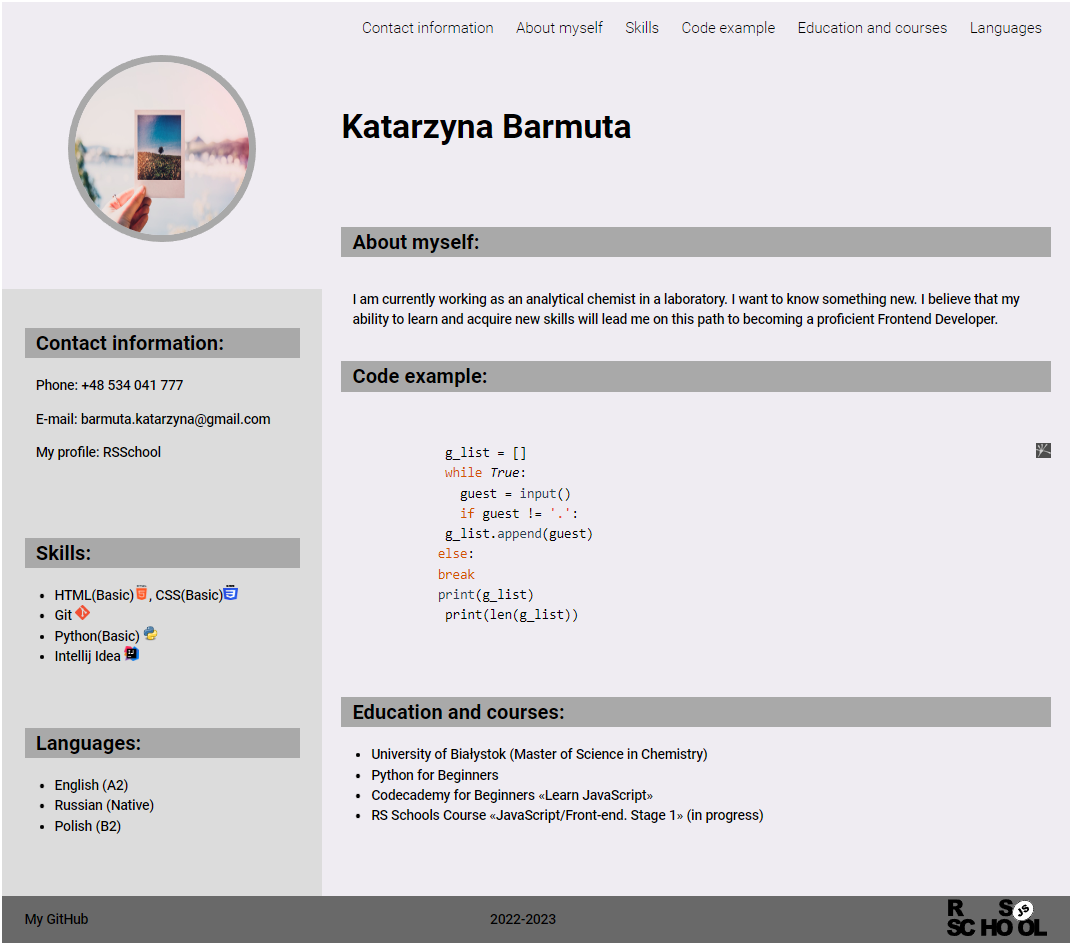 Contact information About myself Skills Code example Education and courses Languages
Katarzyna Barmuta
Contact information:
Phone: +48 534 041 777
E-mail: barmuta.katarzyna@gmail.com
My profile: RSSchool
Skills:
• HTML(Basic), CSS(Basic)
• Git
• Python(Basic)
• Intellij Idea
Languages:
• English (A2)
• Russian (Native)
• Polish (B2)
About myself:
I am currently working as an analytical chemist in a laboratory. I want to know something new. I believe that my
ability to learn and acquire new skills will lead me on this path to becoming a proficient Frontend Developer.
Code example:
g_list = []
while True:
guest = input()
if guest != '.':
g_list.append(guest)
else:
break
print(g_list)
print(len(g_list))
Education and courses:
• University of Białystok (Master of Science in Chemistry)
• Python for Beginners
• Codecademy for Beginners «Learn JavaScript»
• RS Schools Course «JavaScript/Front-end. Stage 1» (in progress)
My GitHub
2022-2023
R S JS
SCHOOL